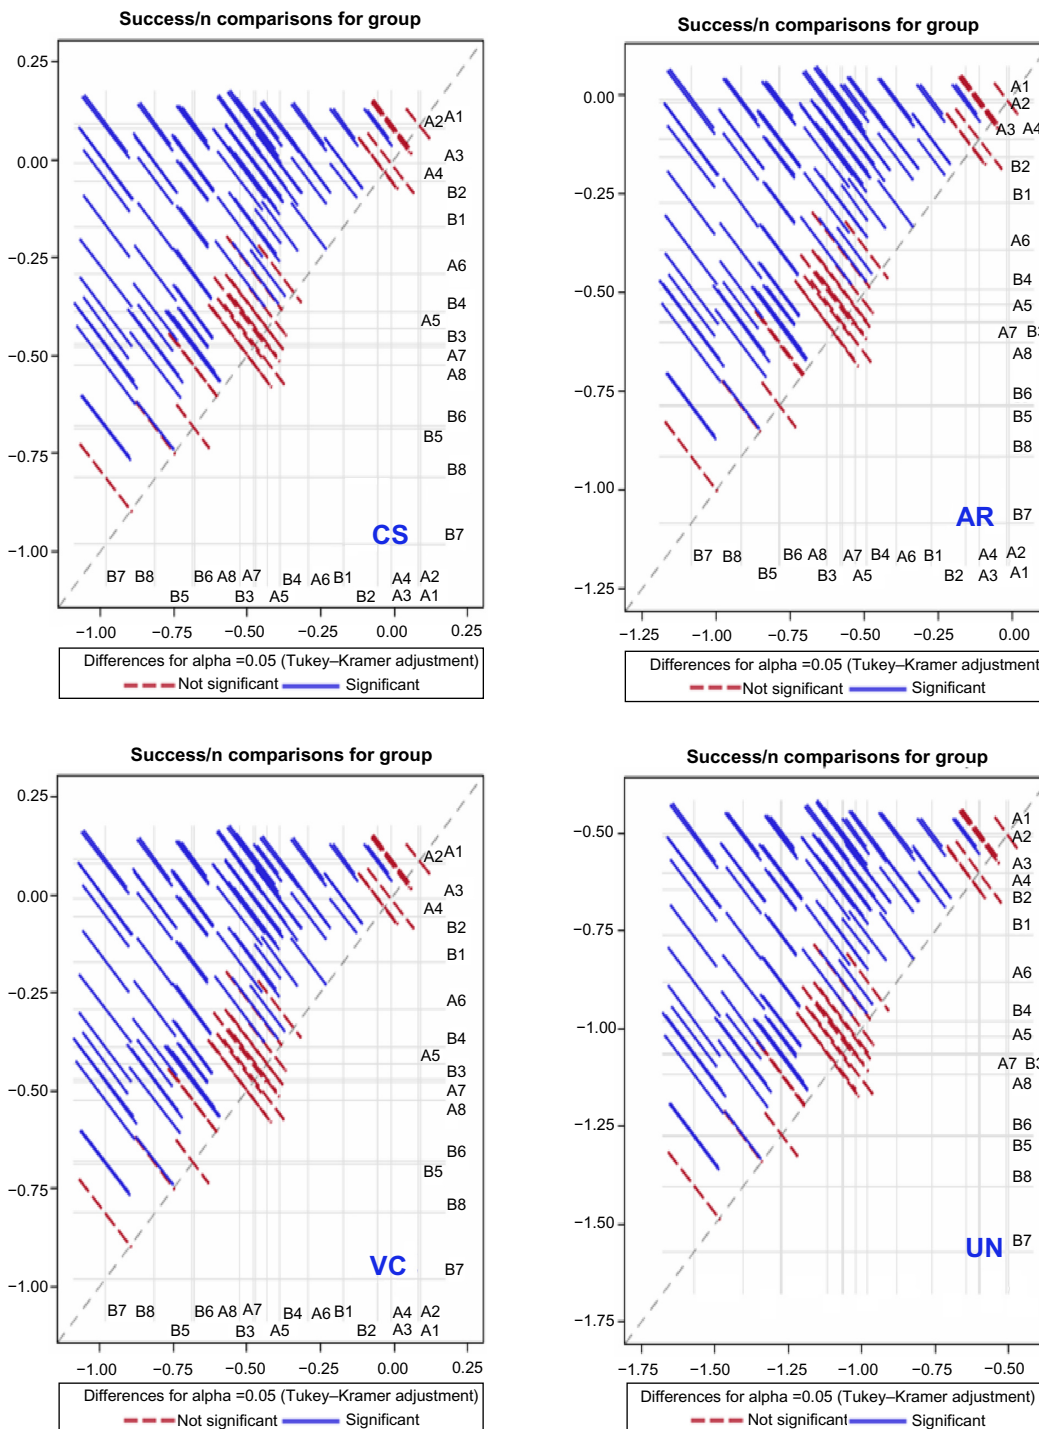 Success/n comparisons for group
0.25
0.00
−0.25
−0.50
−0.75
−1.00
A1
A2
A3
A4
B2
B1
A6
B4
A5
B3
A7
A8
B6
B5
B8
B7
CS
B7 B8 B6 A8 A7 B4 A6 B1 A4 A2
B5 B3 A5 B2 A3 A1
−1.00 −0.75 −0.50 −0.25 0.00 0.25
Differences for alpha =0.05 (Tukey–Kramer adjustment)
Not significant Significant
Success/n comparisons for group
0.00
−0.25
−0.50
−0.75
−1.00
−1.25
A1
A2
A3 A4
B2
B1
A6
B4
A5
A7 B3
A8
B6
B5
B8
B7
AR
B7 B8 B6 A8 A7 B4 A6 B1 A4 A2
B5 B3 A5 B2 A3 A1
−1.25 −1.00 −0.75 −0.50 −0.25 0.00
Differences for alpha =0.05 (Tukey–Kramer adjustment
Not significant Significant
Success/n comparisons for group
0.25
0.00
−0.25
−0.50
−0.75
−1.00
A1
A2
A3
A4
B2
B1
A6
B4
A5
B3
A7
A8
B6
B5
B8
B7
VC
B7 B8 B6 A8 A7 B4 A6 B1 A4 A2
B5 B3 A5 B2 A3 A1
−1.00 −0.75 −0.50 −0.25 0.00 0.25
Differences for alpha =0.05 (Tukey–Kramer adjustment)
Not significant Significant
Success/n comparisons for group
−0.50
−0.75
−1.00
−1.25
−1.50
−1.75
A1
A2
A3
A4
B2
B1
A6
B4
A5
A7 B3
A8
B6
B5
B8
B7
UN
−1.75 −1.50 −1.25 −1.00 −0.75 −0.50
Differences for alpha =0.05 (Tukey–Kramer adjustment)
Not significant Significant